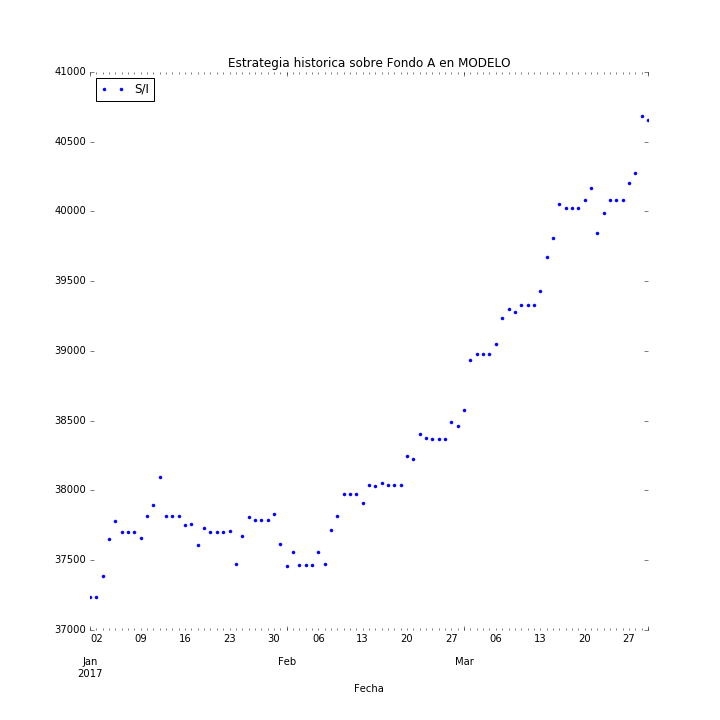 Estrategia historica sobre Fondo A en MODELO
S/I
41000
40500
40000
39500
39000
38500
38000
37500
37000
02 09 16 23 30 06 13 20 27 06 13 20 27
Jan Feb Mar
2017
Fecha